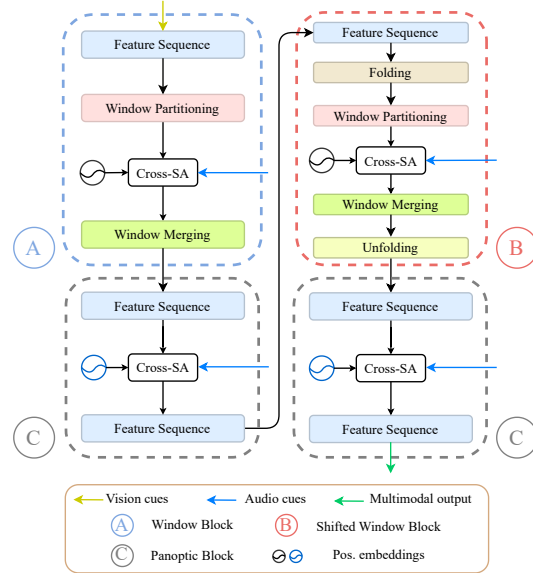 Feature Sequence
Window Partitioning
Cross-SA
Window Merging
A
Feature Sequence
Cross-SA
Feature Sequence
C
Feature Sequence
Folding
Window Partitioning
Cross-SA
Window Merging
Unfolding
B
Feature Sequence
Cross-SA
Feature Sequence
C
Vision cues
Audio cues
Multimodal output
A Window Block
B Shifted Window Block
C Panoptic Block
Pos. embeddings